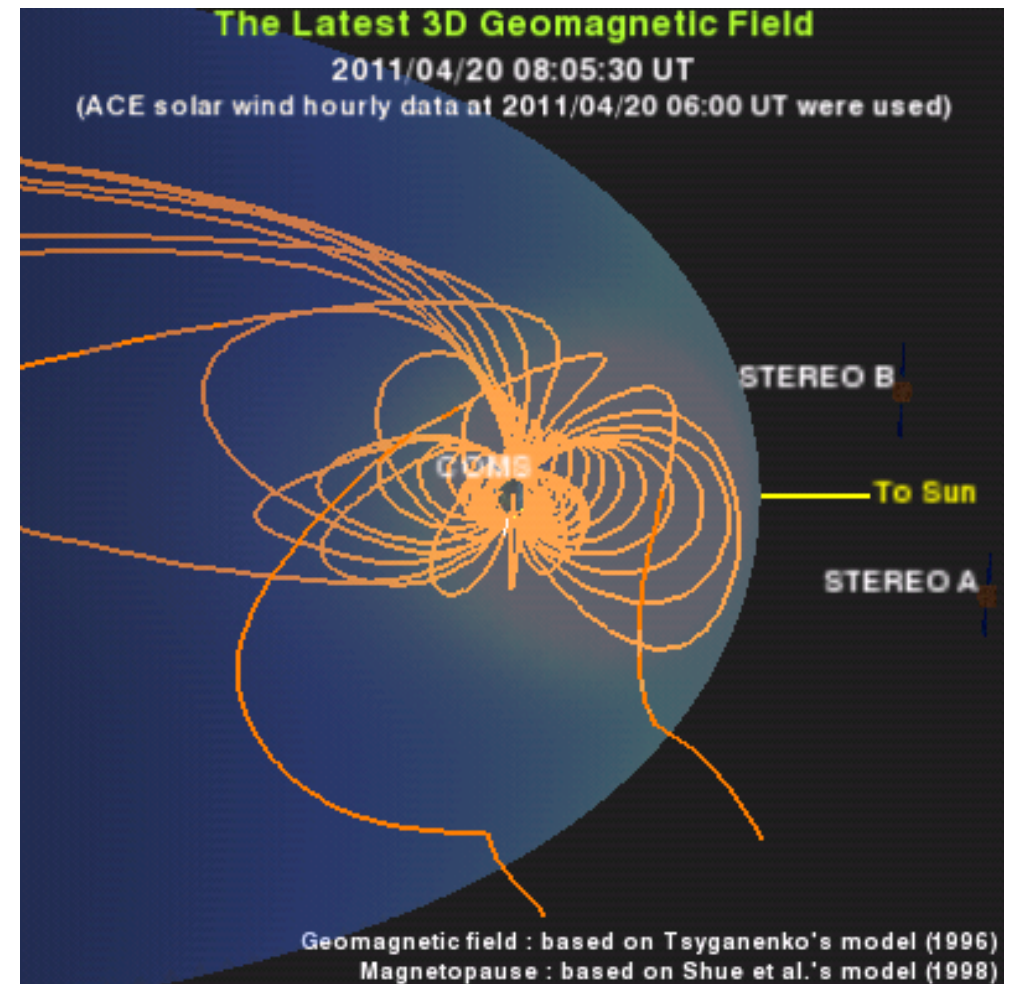 The Latest 3D Geomagnetic Field
2011/04/20 08:05:30 UT
(ACE solar wind hourly data at 2011/04/20 06:00 UT were used)
STEREO B
COMS
To Sun
STEREO A
Geomagnetic field : based on Tsyganenko's model (1996)
Magnetopause : based on Shue et al.'s model (1998)